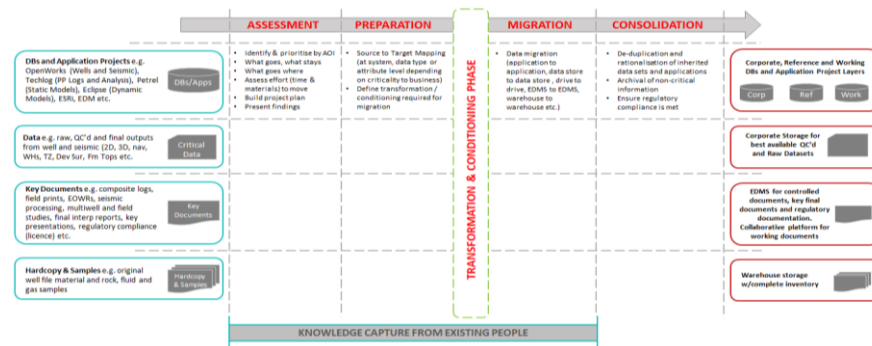 ASSESSMENT
PREPARATION
MIGRATION
CONSOLIDATION
TRANSFORMATION & CONDITIONING PHASE
DBs and Application Projects e.g.
OpenWorks (Wells and Seismic),
Techlog (PP Logs and Analysis), Petrel
(Static Models), Eclipse (Dynamic
Models), ESRI, EDM etc.
DBs/Apps
• Identify & prioritise by AOI
• What goes, what stays
• What goes where
• Assess effort (time &
materials) to move
• Build project plan
• Present findings
• Source to Target Mapping
(at system, data type or
attribute level depending
on criticality to business)
• Define transformation /
conditioning required for
migration
• Data migration
(application to
application, data store
to data store , drive to
drive, EDMS to EDMS,
warehouse to
warehouse etc.)
• De-duplication and
rationalisation of inherited
data sets and applications
• Archival of non-critical
information
• Ensure regulatory
compliance is met
Corporate, Reference and Working
DBs and Application Project Layers
Corp
Ref
Work
Data e.g. raw, QC'd and final outputs
from well and seismic (2D, 3D, nav,
WHs, TZ, Dev Sur, Fm Tops etc.
Critical
Data
Corporate Storage for
best available QC'd
and Raw Datasets
Key Documents e.g. composite logs,
field prints, EOWRs, seismic
processing, multiwell and field
studies, final interp reports, key
presentations, regulatory compliance
(licence) etc.
Key
Documents
EDMS for controlled
documents, key final
documents and regulatory
documentation.
Collaborative platform for
working documents
Hardcopy & Samples e.g. original
well file material and rock, fluid and
gas samples
Hardcopy
& Samples
Warehouse storage
w/complete inventory
KNOWLEDGE CAPTURE FROM EXISTING PEOPLE